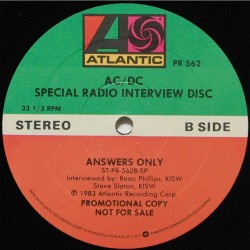 ATLANTIC
PR 562
AC/DC
SPECIAL RADIO INTERVIEW DISC
33 1/3 RPM
STEREO
B SIDE
ANSWERS ONLY
ST-PR-562B-SP
Interviewed by: Beau Phillips, KISW
Steve Slaton, KISW
℗ 1983 Atlantic Recording Corp
PROMOTIONAL COPY
NOT FOR SALE